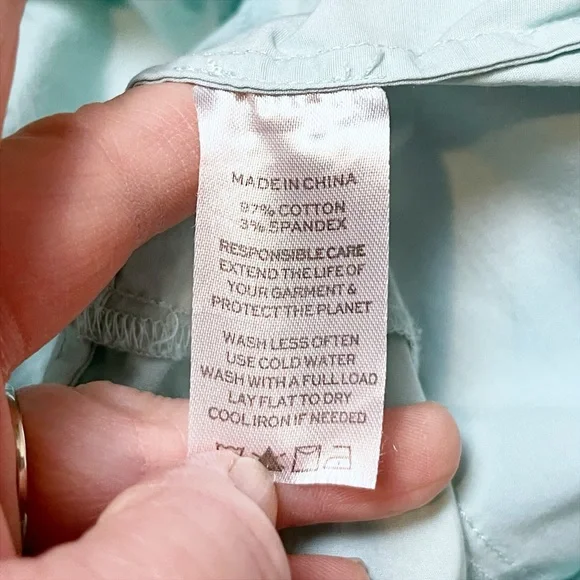 MADE IN CHINA
97% COTTON
3% SPANDEX
RESPONSIBLE CARE
EXTEND THE LIFE OF
YOUR GARMENT &
PROTECT THE PLANET
WASH LESS OFTEN
USE COLD WATER
WASH WITH A FULL LOAD
LAY FLAT TO DRY
COOL IRON IF NEEDED